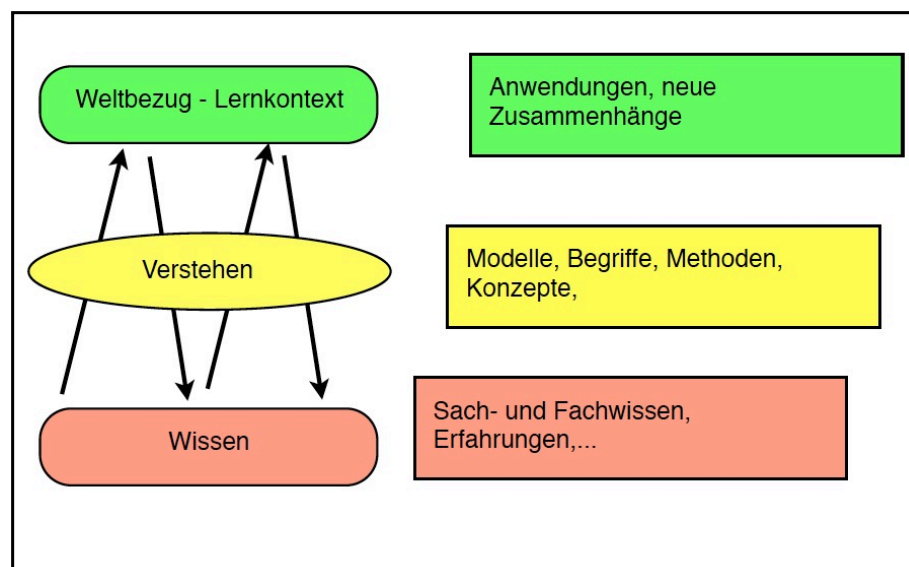 Weltbezug - Lernkontext
Anwendungen, neue
Zusammenhänge
Verstehen
Modelle, Begriffe, Methoden,
Konzepte,
Wissen
Sach- und Fachwissen,
Erfahrungen,...